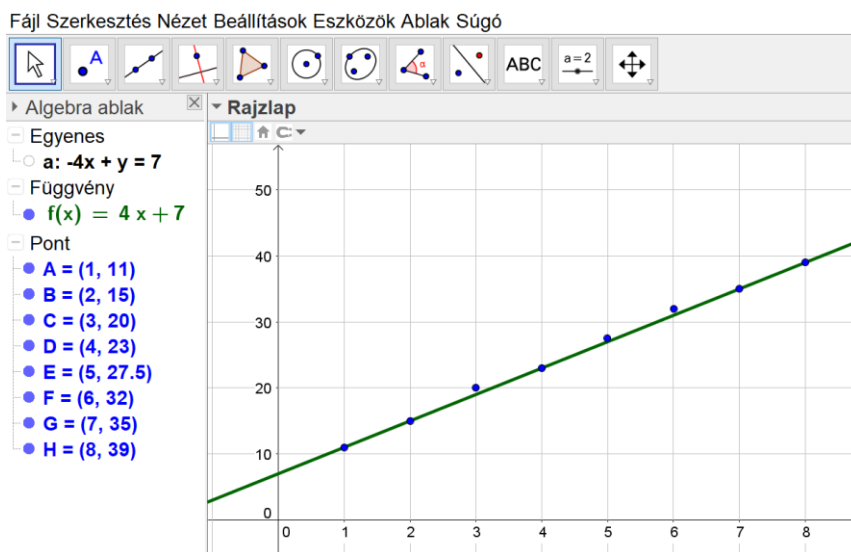 Fájl Szerkesztés Nézet Beállítások Eszközök Ablak Súgó
A
α
ABC
a=2
Algebra ablak
Egyenes
a: -4x + y = 7
Függvény
f(x) = 4 x + 7
Pont
A = (1, 11)
B = (2, 15)
C = (3, 20)
D = (4, 23)
E = (5, 27.5)
F = (6, 32)
G = (7, 35)
H = (8, 39)
Rajzlap
50
40
30
20
10
0
0 1 2 3 4 5 6 7 8